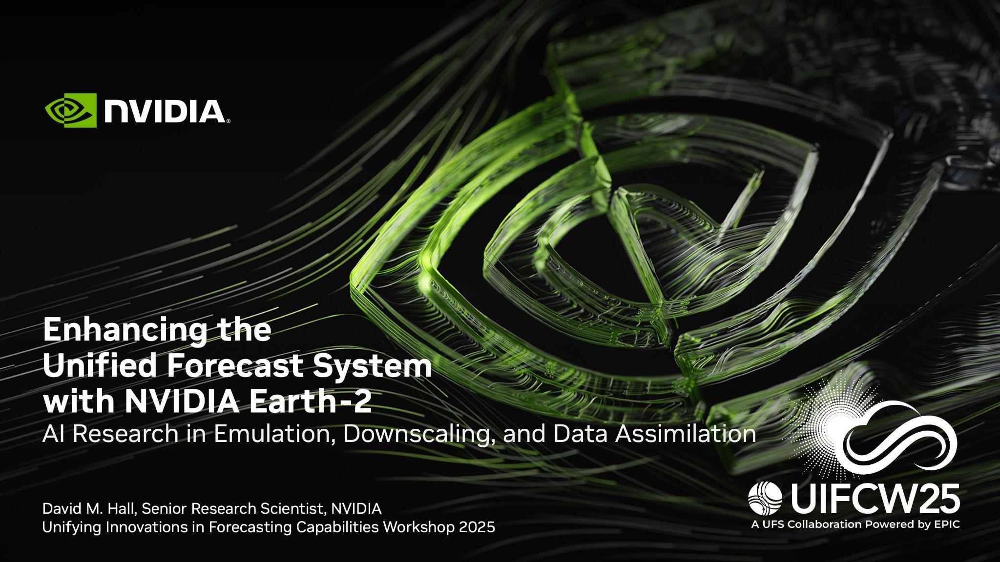 NVIDIA®
Enhancing the
Unified Forecast System
with NVIDIA Earth-2
AI Research in Emulation, Downscaling, and Data Assimilation
David M. Hall, Senior Research Scientist, NVIDIA
Unifying Innovations in Forecasting Capabilities Workshop 2025
UIFCW25
A UFS Collaboration Powered by EPIC